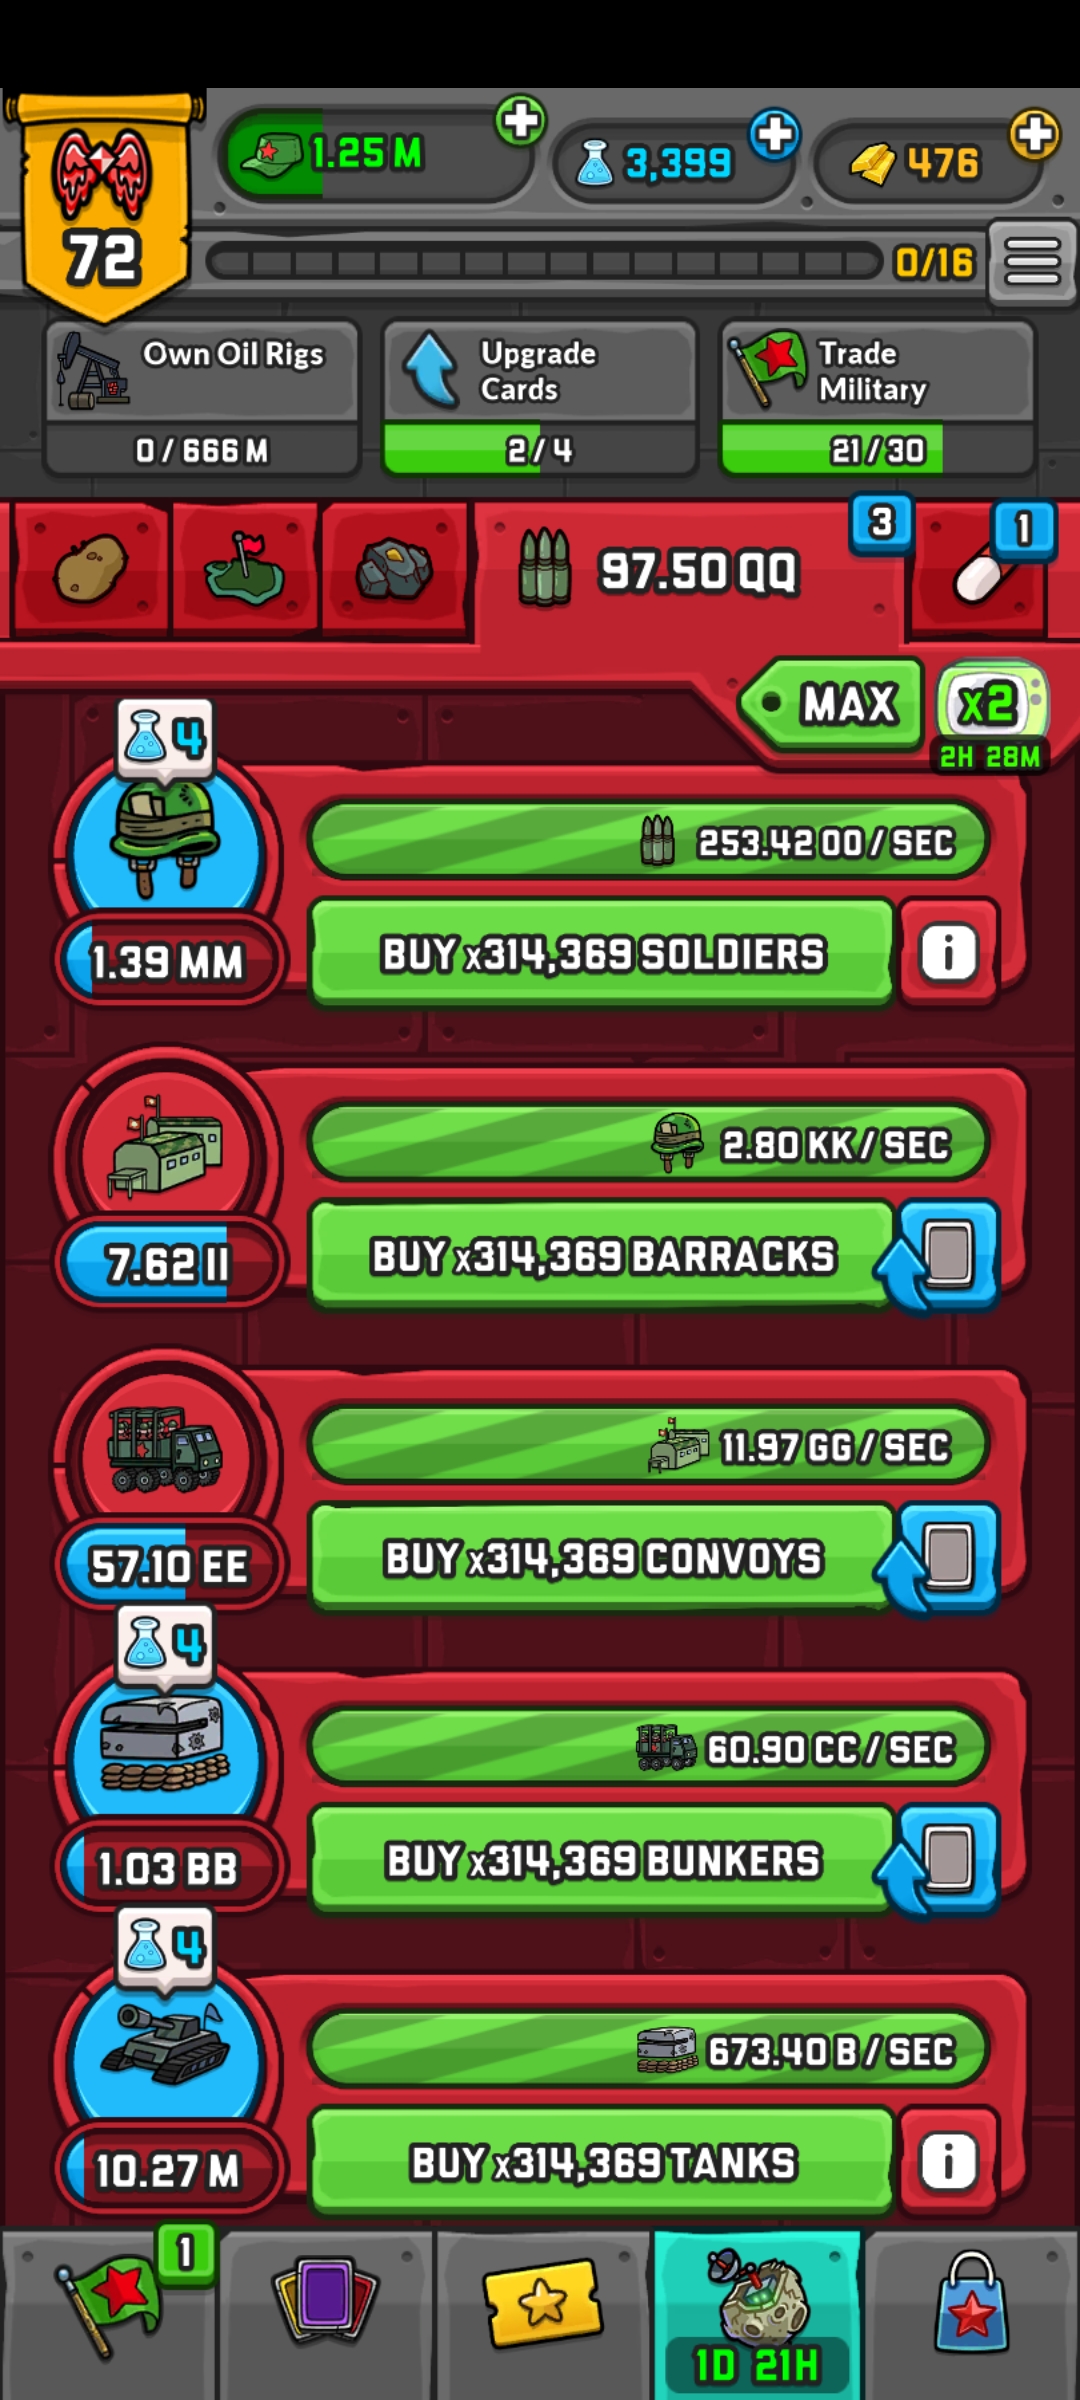 72
1.25 M
3,399
476
0/16
Own Oil Rigs
0 / 666 M
Upgrade
Cards
2 / 4
Trade
Military
21 / 30
97.50 QQ
3
1
MAX
x2
2H 28M
4
253.42 OO / SEC
1.39 MM
BUY x314,369 SOLDIERS
i
2.80 KK / SEC
7.62 II
BUY x314,369 BARRACKS
11.97 GG / SEC
57.10 EE
BUY x314,369 CONVOYS
4
60.90 CC / SEC
1.03 BB
BUY x314,369 BUNKERS
4
673.40 B / SEC
10.27 M
BUY x314,369 TANKS
i
1
1D 21H